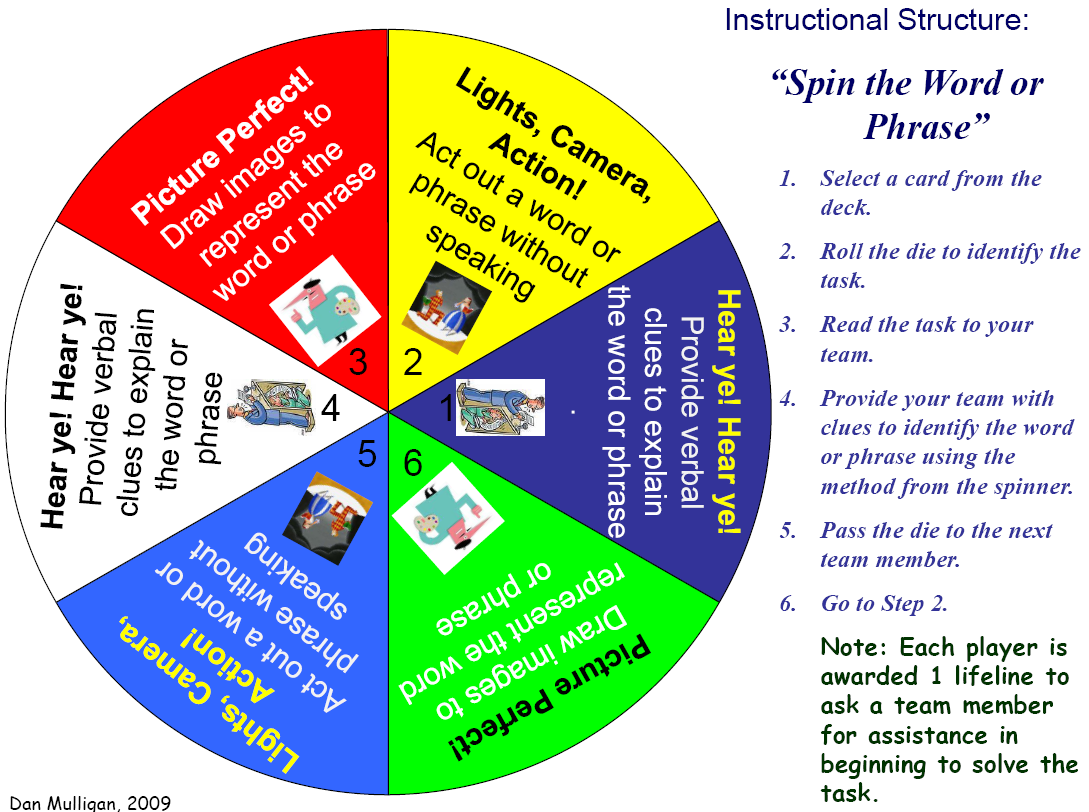 Instructional Structure:
“Spin the Word or
Phrase”
1. Select a card from the
deck.
2. Roll the die to identify the
task.
3. Read the task to your
team.
4. Provide your team with
clues to identify the word
or phrase using the
method from the spinner.
5. Pass the die to the next
team member.
6. Go to Step 2.
Note: Each player is
awarded 1 lifeline to
ask a team member
for assistance in
beginning to solve the
task.
Hear ye! Hear ye!
Provide verbal
clues to explain
the word or phrase
1
Lights, Camera,
Action!
Act out a word or
phrase without
speaking
2
Picture Perfect!
Draw images to
represent the
word or phrase
3
Hear ye! Hear ye!
Provide verbal
clues to explain
the word or
phrase
4
Lights, Camera,
Action!
Act out a word or
phrase without
speaking
5
Picture Perfect!
Draw images to
represent the word
or phrase
6
Dan Mulligan, 2009